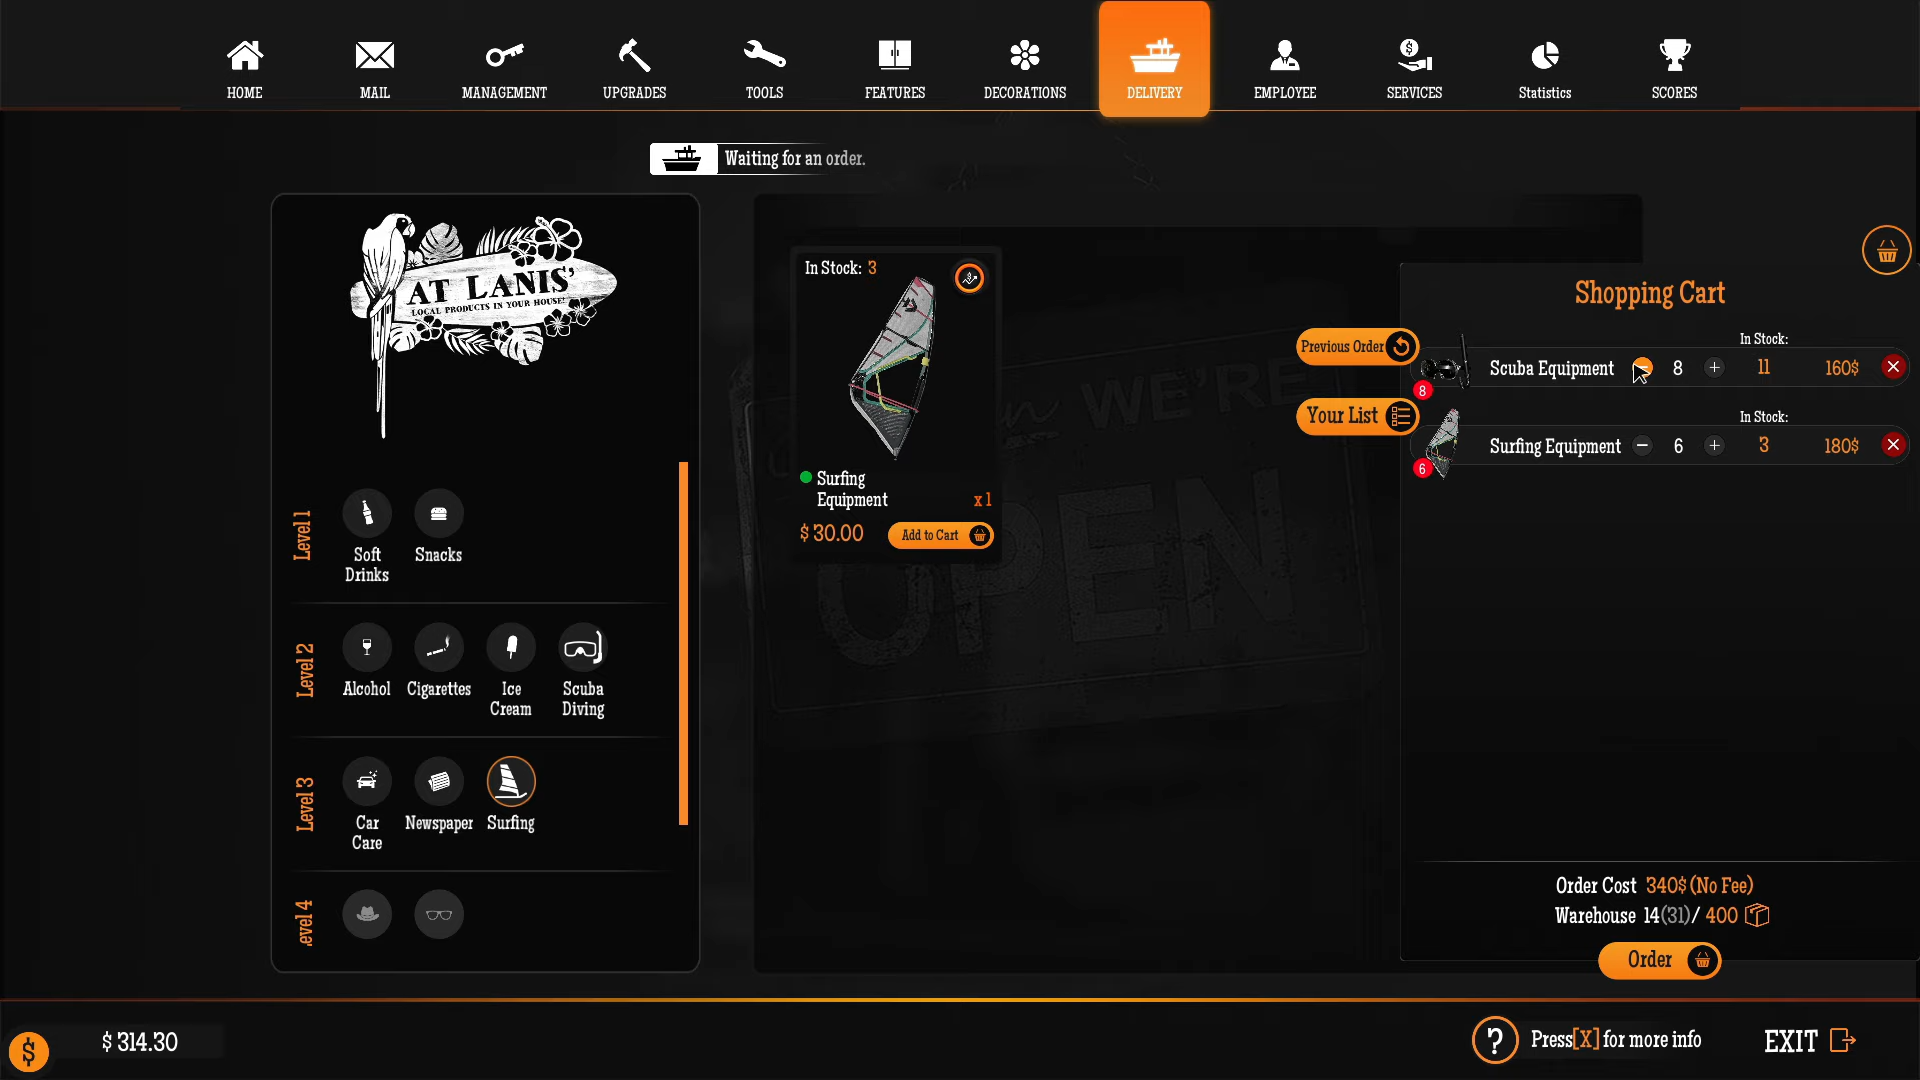 HOME
MAIL
MANAGEMENT
UPGRADES
TOOLS
FEATURES
DECORATIONS
DELIVERY
EMPLOYEE
SERVICES
Statistics
SCORES
Waiting for an order.
AT LANIS'
LOCAL PRODUCTS IN YOUR HOUSE!
Level 1
Soft
Drinks
Snacks
Level 2
Alcohol
Cigarettes
Ice
Cream
Scuba
Diving
Level 3
Car
Care
Newspaper
Surfing
evel 4
In Stock: 3
Surfing
Equipment
x 1
$ 30.00
Add to Cart
WE'RE
OPEN
Shopping Cart
Previous Order
Your List
In Stock:
Scuba Equipment
8
11
160$
8
In Stock:
Surfing Equipment
6
3
180$
6
Order Cost 340$ (No Fee)
Warehouse 14(31)/ 400
Order
$ 314.30
Press[X] for more info
EXIT